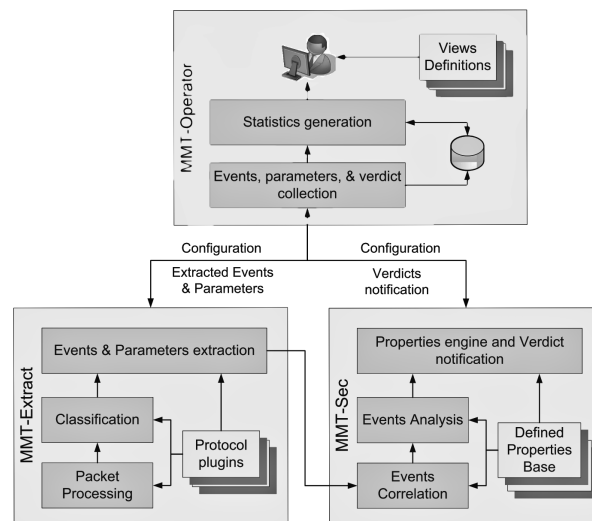 MMT-Operator
Views
Definitions
Statistics generation
Events, parameters, & verdict
collection
Configuration
Configuration
Extracted Events
& Parameters
Verdicts
notification
MMT-Extract
Events & Parameters extraction
Classification
Packet
Processing
Protocol
plugins
MMT-Sec
Properties engine and Verdict
notification
Events Analysis
Events
Correlation
Defined
Properties
Base